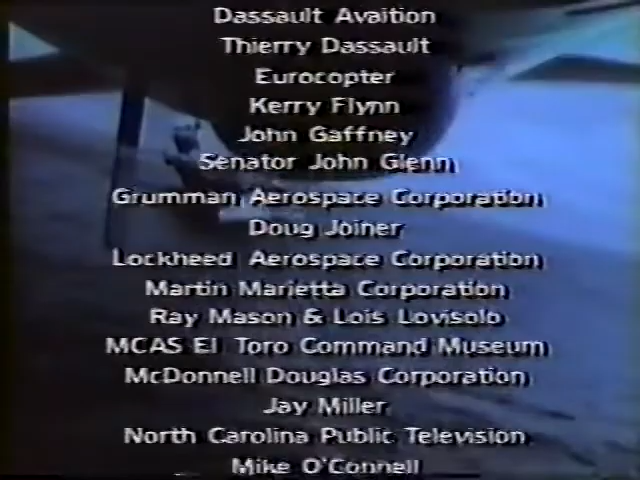 Dassault Avaition
Thierry Dassault
Eurocopter
Kerry Flynn
John Gaffney
Senator John Glenn
Grumman Aerospace Corporation
Doug Joiner
Lockheed Aerospace Corporation
Martin Marietta Corporation
Ray Mason & Lois Lovisolo
MCAS El Toro Command Museum
McDonnell Douglas Corporation
Jay Miller
North Carolina Public Television
Mike O'Connell